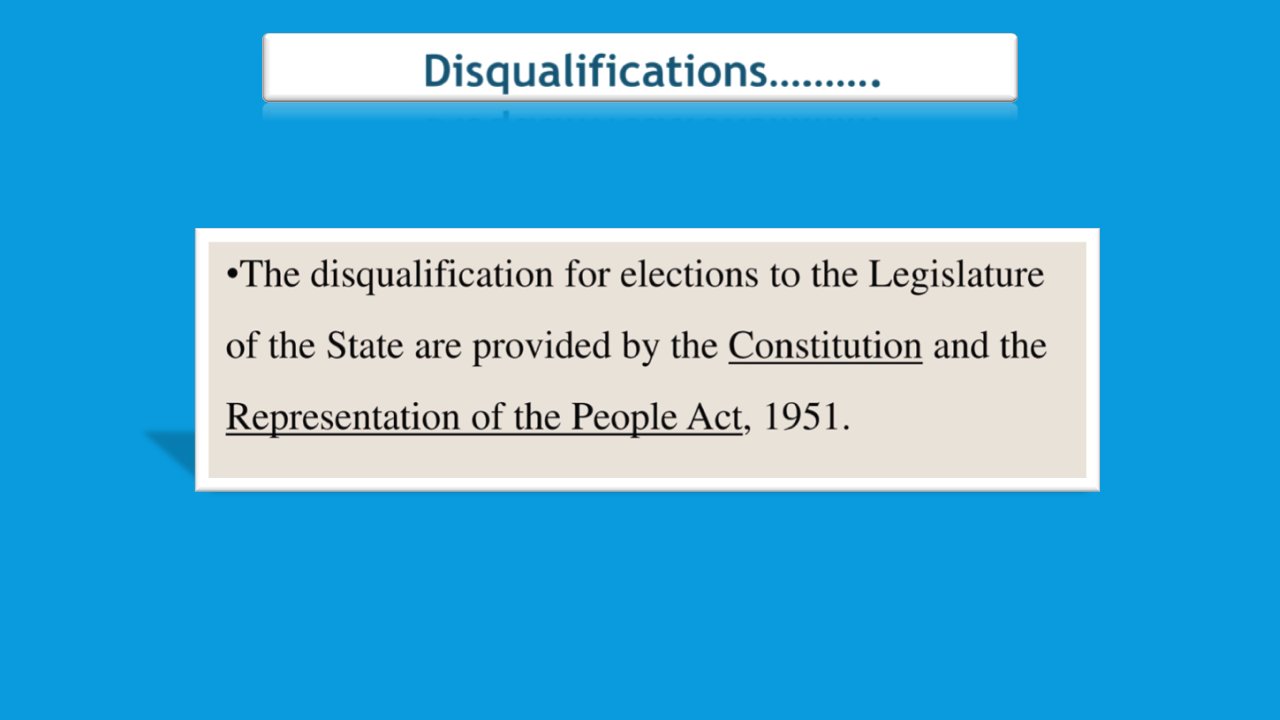 Disqualifications..........
•The disqualification for elections to the Legislature
of the State are provided by the Constitution and the
Representation of the People Act, 1951.